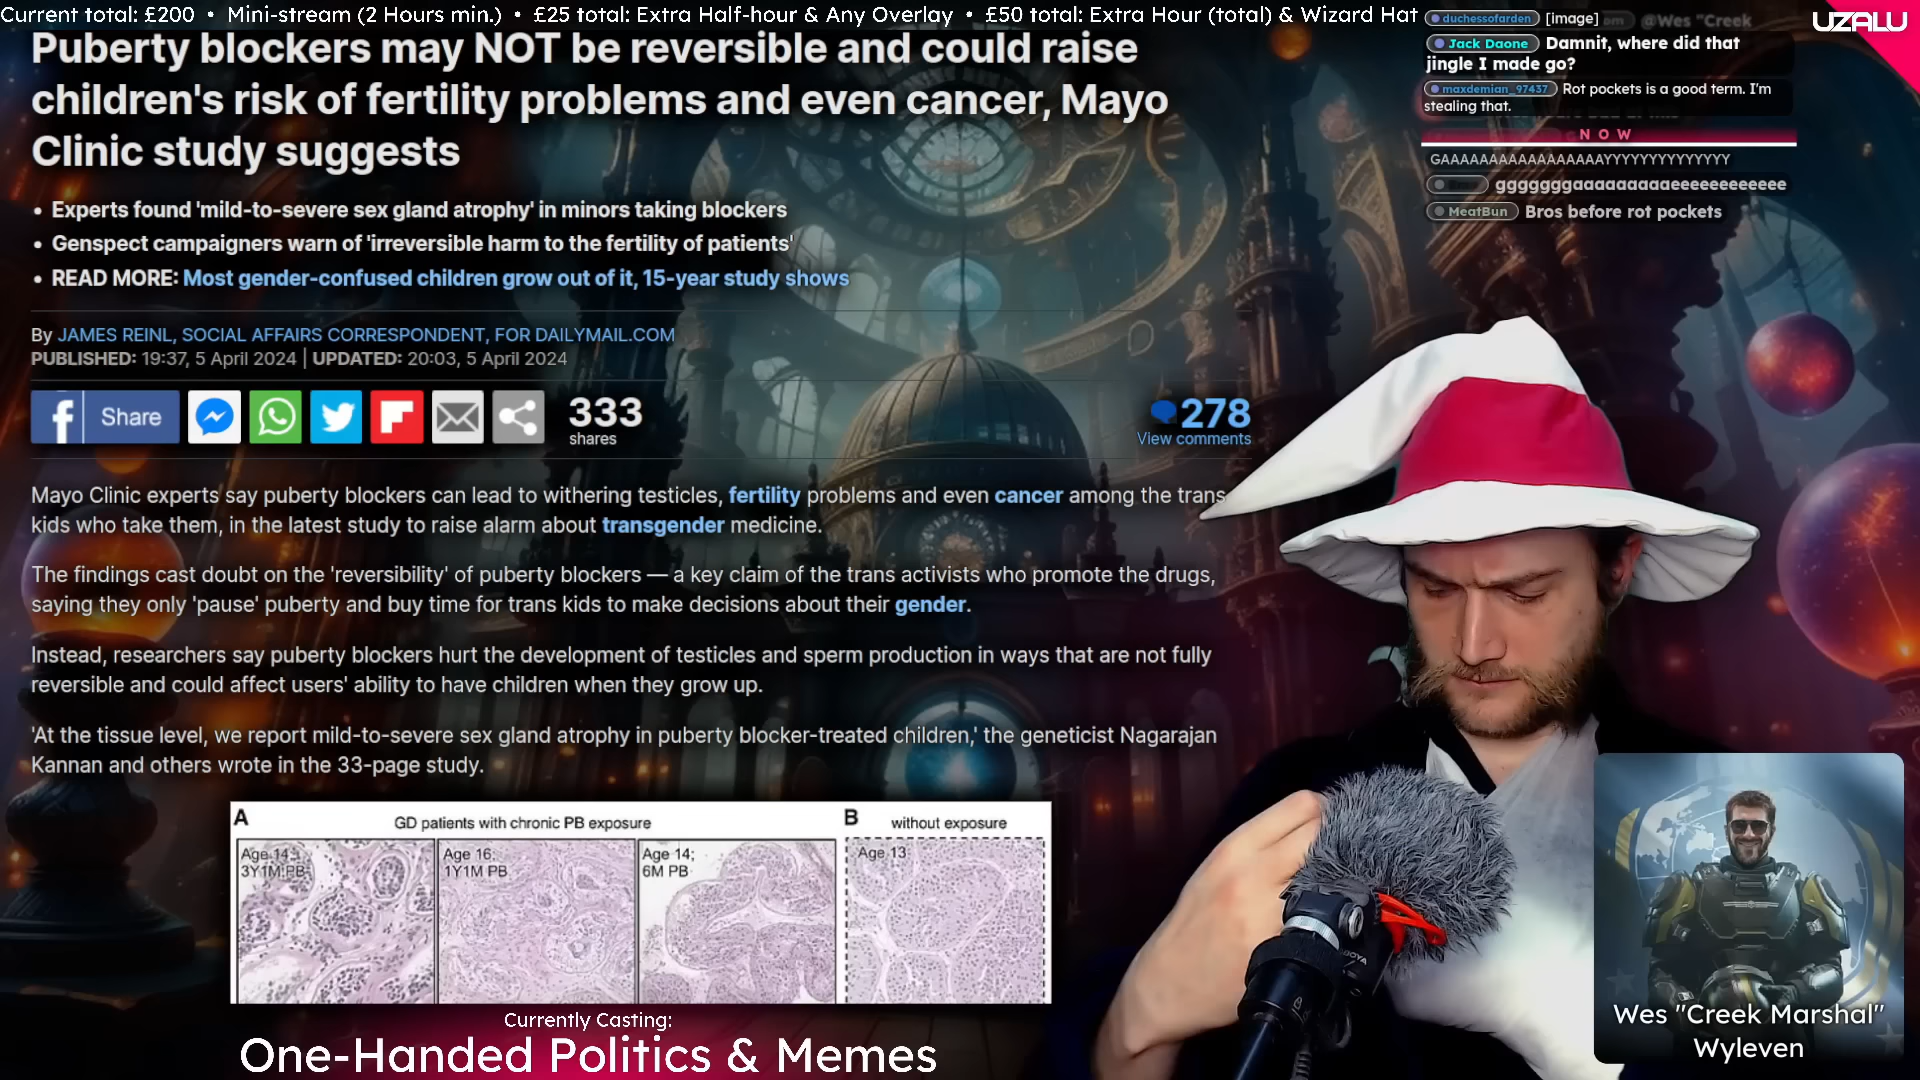 Current total: £200 • Mini-stream (2 Hours min.) • £25 total: Extra Half-hour & Any Overlay • £50 total: Extra Hour (total) & Wizard Hat
Puberty blockers may NOT be reversible and could raise
children's risk of fertility problems and even cancer, Mayo
Clinic study suggests
• Experts found 'mild-to-severe sex gland atrophy' in minors taking blockers
• Genspect campaigners warn of 'irreversible harm to the fertility of patients'
• READ MORE: Most gender-confused children grow out of it, 15-year study shows
By JAMES REINL, SOCIAL AFFAIRS CORRESPONDENT, FOR DAILYMAIL.COM
PUBLISHED: 19:37, 5 April 2024 | UPDATED: 20:03, 5 April 2024
Share
333
shares
278
View comments
Mayo Clinic experts say puberty blockers can lead to withering testicles, fertility problems and even cancer among the trans
kids who take them, in the latest study to raise alarm about transgender medicine.
The findings cast doubt on the 'reversibility' of puberty blockers — a key claim of the trans activists who promote the drugs,
saying they only 'pause' puberty and buy time for trans kids to make decisions about their gender.
Instead, researchers say puberty blockers hurt the development of testicles and sperm production in ways that are not fully
reversible and could affect users' ability to have children when they grow up.
'At the tissue level, we report mild-to-severe sex gland atrophy in puberty blocker-treated children,' the geneticist Nagarajan
Kannan and others wrote in the 33-page study.
A
GD patients with chronic PB exposure
Age 14;
3Y1M PB
Age 16;
1Y1M PB
Age 14;
6M PB
B
without exposure
Age 13
Currently Casting:
One-Handed Politics & Memes
duchessofarden [image] @Wes "Creek
Jack Daone Damnit, where did that
jingle I made go?
maxdemian_97437 Rot pockets is a good term. I'm
stealing that.
NOW
GAAAAAAAAAAAAAAAAAYYYYYYYYYYYYYY
gggggggaaaaaaaaaeeeeeeeeeeee
MeatBun Bros before rot pockets
UZALU
BOYA
Wes "Creek Marshal"
Wyleven